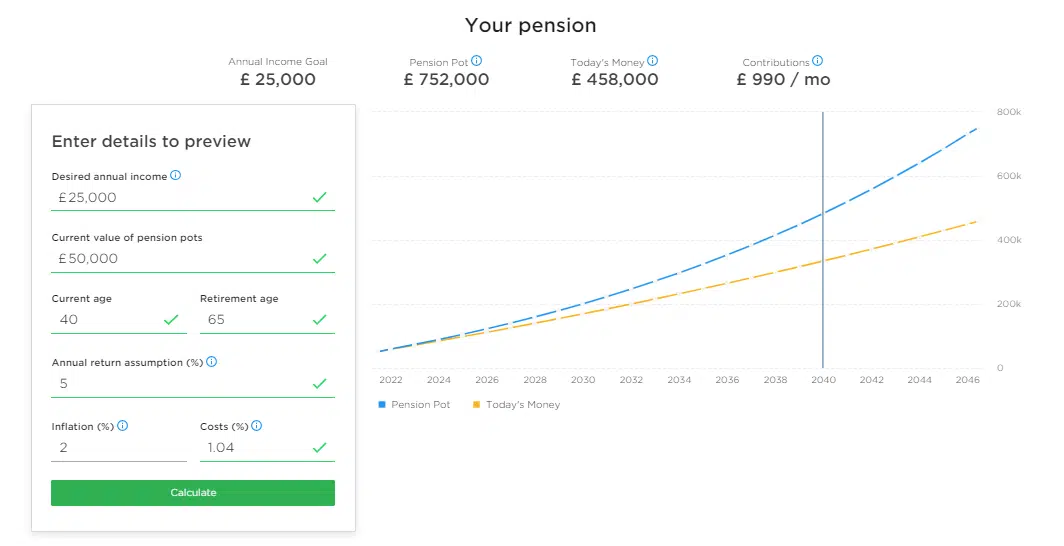 Your pension
Annual Income Goal
£ 25,000
Pension Pot
£ 752,000
Today's Money
£ 458,000
Contributions
£ 990 / mo
Enter details to preview
Desired annual income
£25,000
Current value of pension pots
£50,000
Current age
40
Retirement age
65
Annual return assumption (%)
5
Inflation (%)
2
Costs (%)
1.04
Calculate
800k
600k
400k
200k
0
2022 2024 2026 2028 2030 2032 2034 2036 2038 2040 2042 2044 2046
Pension Pot
Today's Money